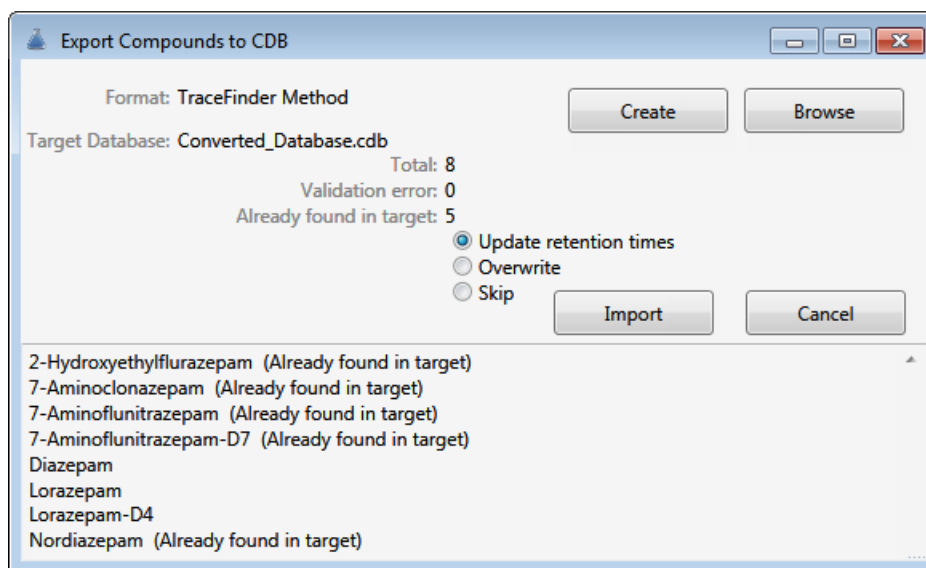 Export Compounds to CDB
Format: TraceFinder Method
Create
Browse
Target Database: Converted_Database.cdb
Total: 8
Validation error: 0
Already found in target: 5
Update retention times
Overwrite
Skip
Import
Cancel
2-Hydroxyethylflurazepam (Already found in target)
7-Aminoclonazepam (Already found in target)
7-Aminoflunitrazepam (Already found in target)
7-Aminoflunitrazepam-D7 (Already found in target)
Diazepam
Lorazepam
Lorazepam-D4
Nordiazepam (Already found in target)